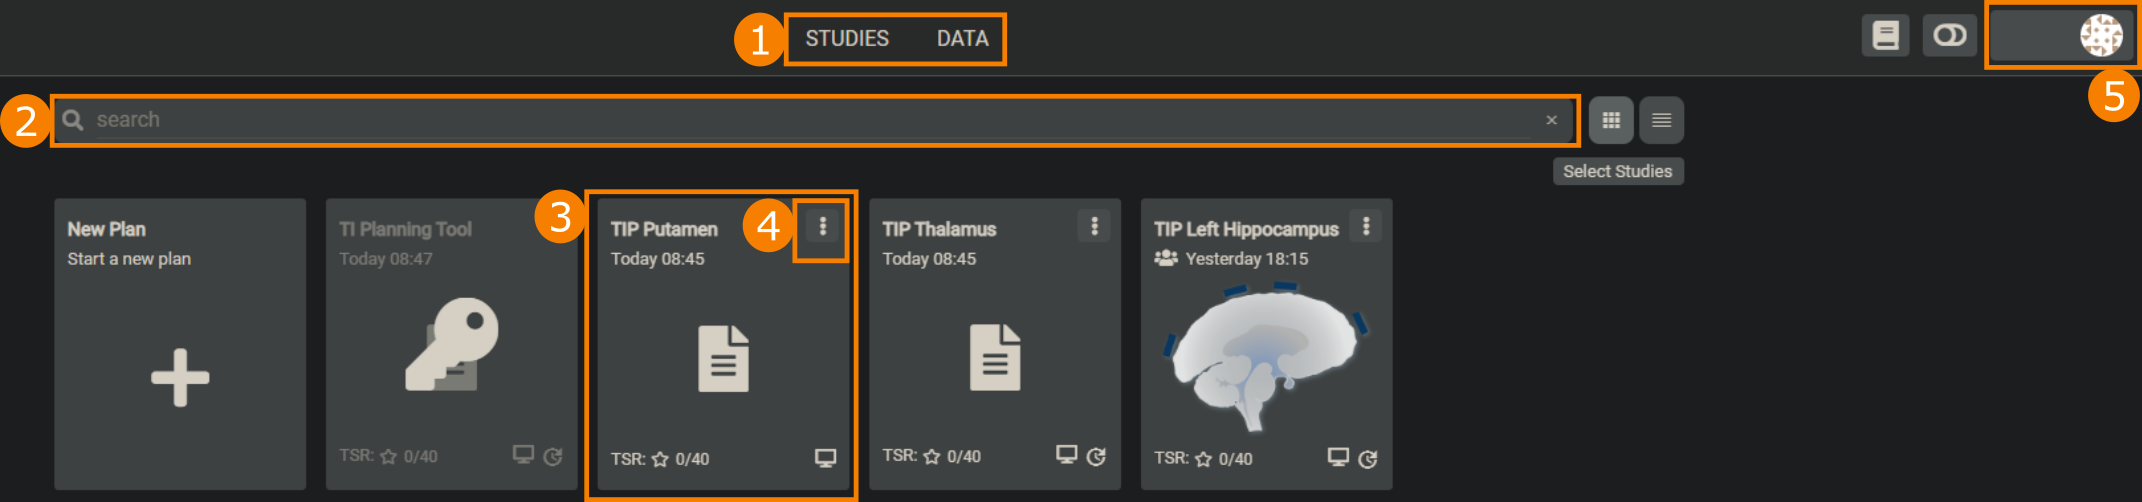 1 STUDIES DATA
5
2 search ×
Select Studies
New Plan
Start a new plan
TI Planning Tool
Today 08:47
TSR: 0/40
3
TIP Putamen
4
Today 08:45
TSR: 0/40
TIP Thalamus
Today 08:45
TSR: 0/40
TIP Left Hippocampus
Yesterday 18:15
TSR: 0/40